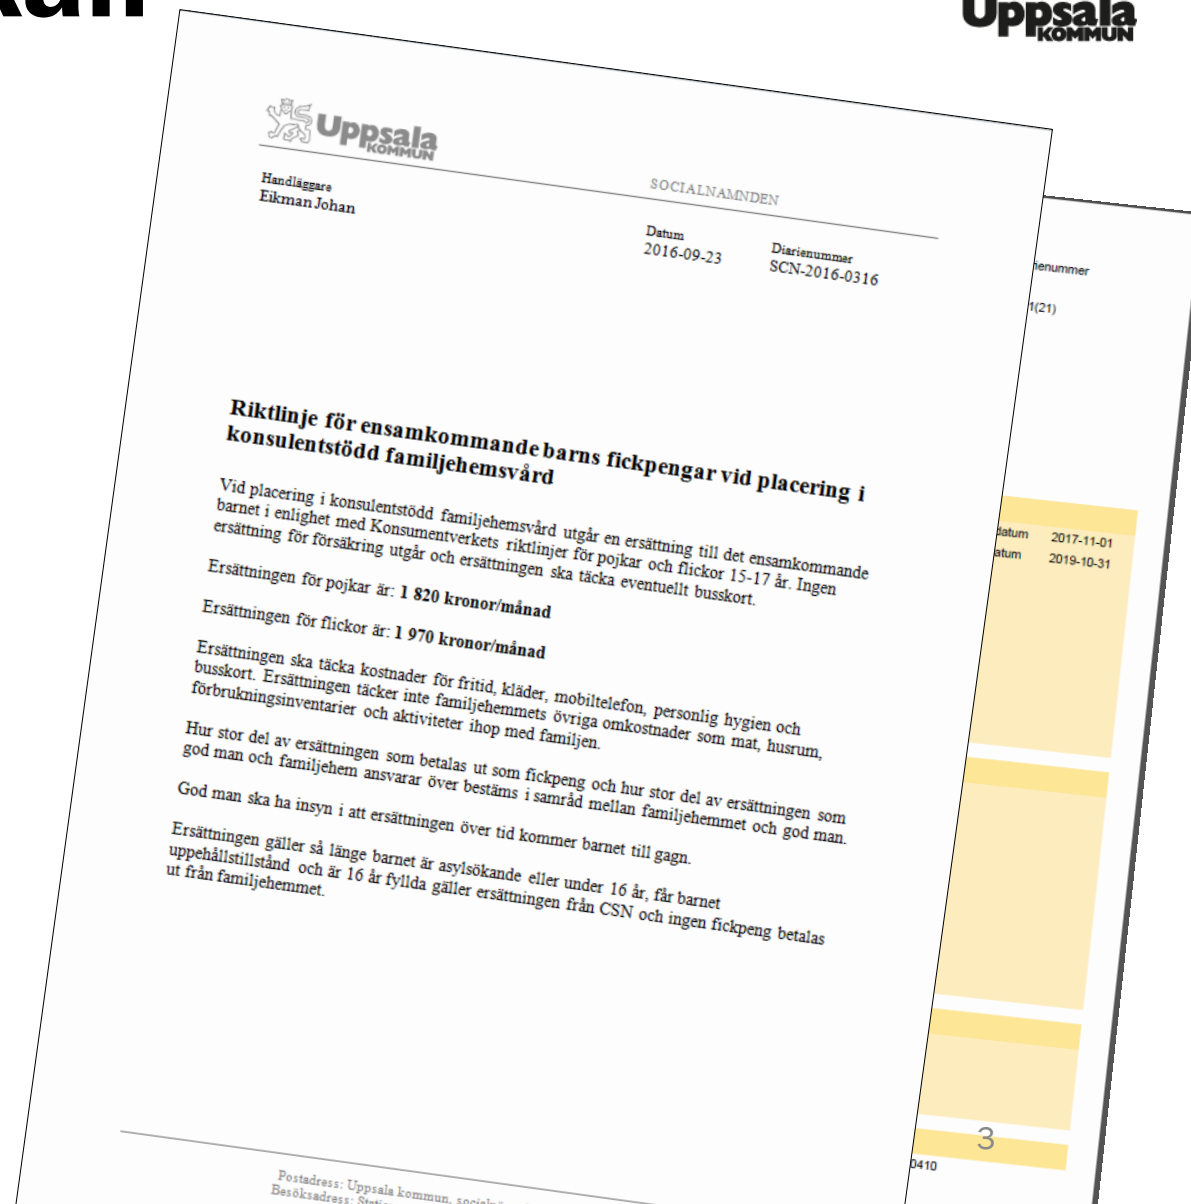 Uppsala
KOMMUN
Uppsala
KOMMUN
SOCIALNAMNDEN
Handläggare
Eikman Johan
Datum
2016-09-23
Diarienummer
SCN-2016-0316
Riktlinje för ensamkommande barns fickpengar vid placering i
konsulentstödd familjehemsvård
Vid placering i konsulentstödd familjehemsvård utgår en ersättning till det ensamkommande
barnet i enlighet med Konsumentverkets riktlinjer för pojkar och flickor 15-17 år. Ingen
ersättning för försäkring utgår och ersättningen ska täcka eventuellt busskort.
Ersättningen för pojkar är: 1 820 kronor/månad
Ersättningen för flickor är: 1 970 kronor/månad
Ersättningen ska täcka kostnader för fritid, kläder, mobiltelefon, personlig hygien och
busskort. Ersättningen täcker inte familjehemmets övriga omkostnader som mat, husrum,
förbrukningsinventarier och aktiviteter ihop med familjen.
Hur stor del av ersättningen som betalas ut som fickpeng och hur stor del av ersättningen som
god man och familjehem ansvarar över bestäms i samråd mellan familjehemmet och god man.
God man ska ha insyn i att ersättningen över tid kommer barnet till gagn.
Ersättningen gäller så länge barnet är asylsökande eller under 16 år, får barnet
uppehållstillstånd och är 16 år fyllda gäller ersättningen från CSN och ingen fickpeng betalas
ut från familjehemmet.
Postadress: Uppsala kommun,
Besöksadress:
ienummer
1(21)
datum 2017-11-01
atum 2019-10-31
0410
3